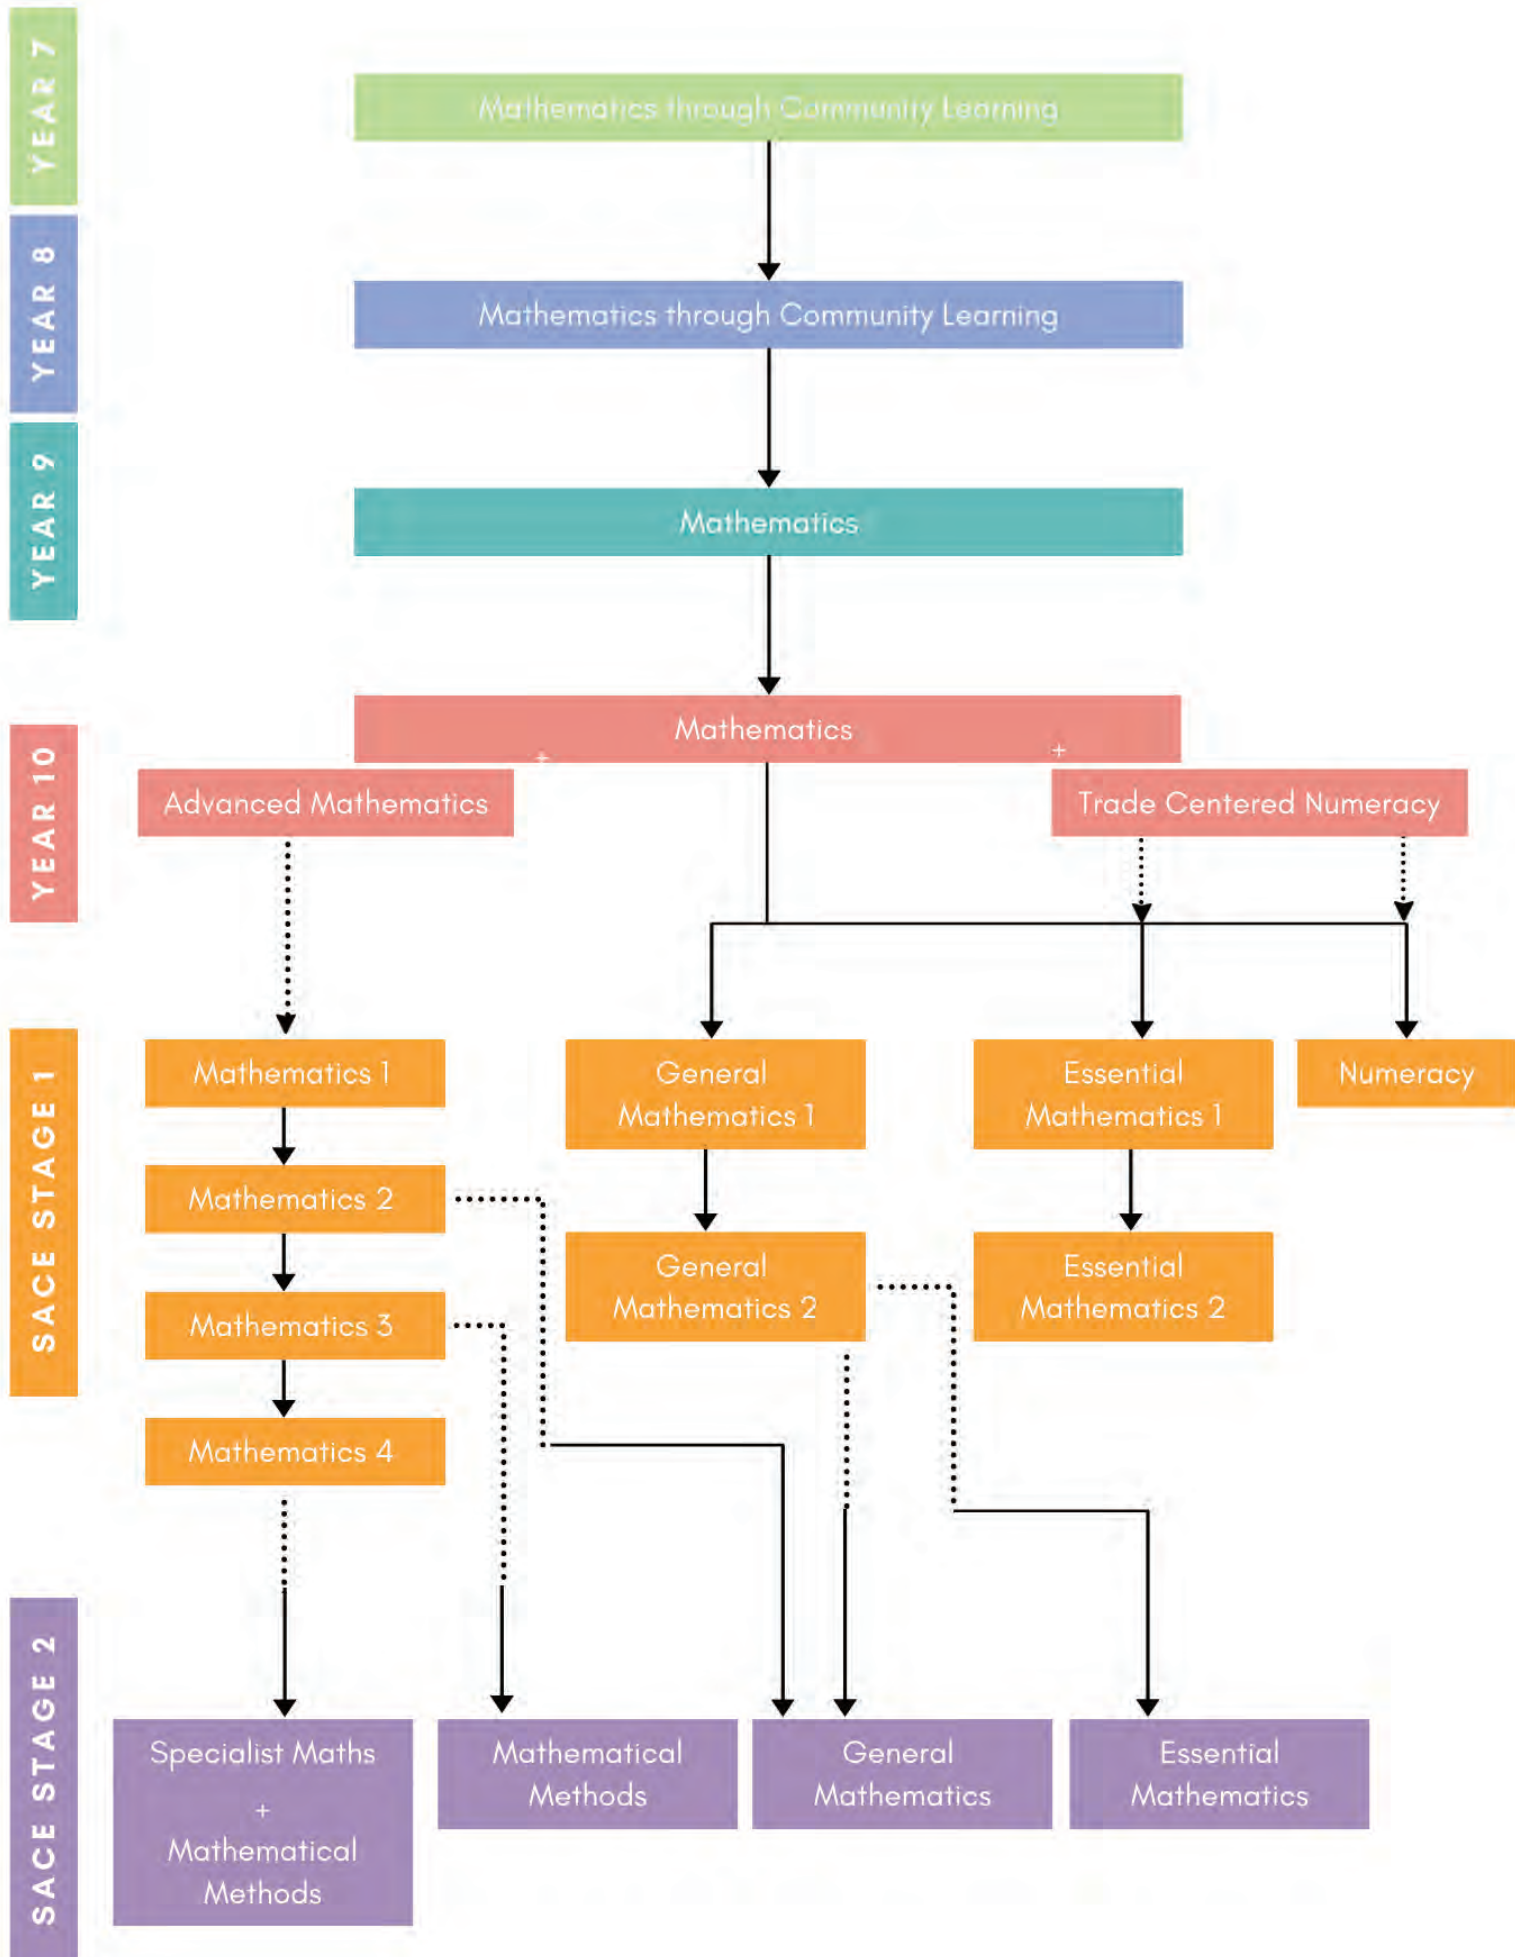 YEAR 7
Mathematics through Community Learning
YEAR 8
Mathematics through Community Learning
YEAR 9
Mathematics
YEAR 10
Mathematics
+
+
Advanced Mathematics
Trade Centered Numeracy
SACE STAGE 1
Mathematics 1
General
Mathematics 1
Essential
Mathematics 1
Numeracy
Mathematics 2
General
Mathematics 2
Essential
Mathematics 2
Mathematics 3
Mathematics 4
SACE STAGE 2
Specialist Maths
+
Mathematical
Methods
Mathematical
Methods
General
Mathematics
Essential
Mathematics